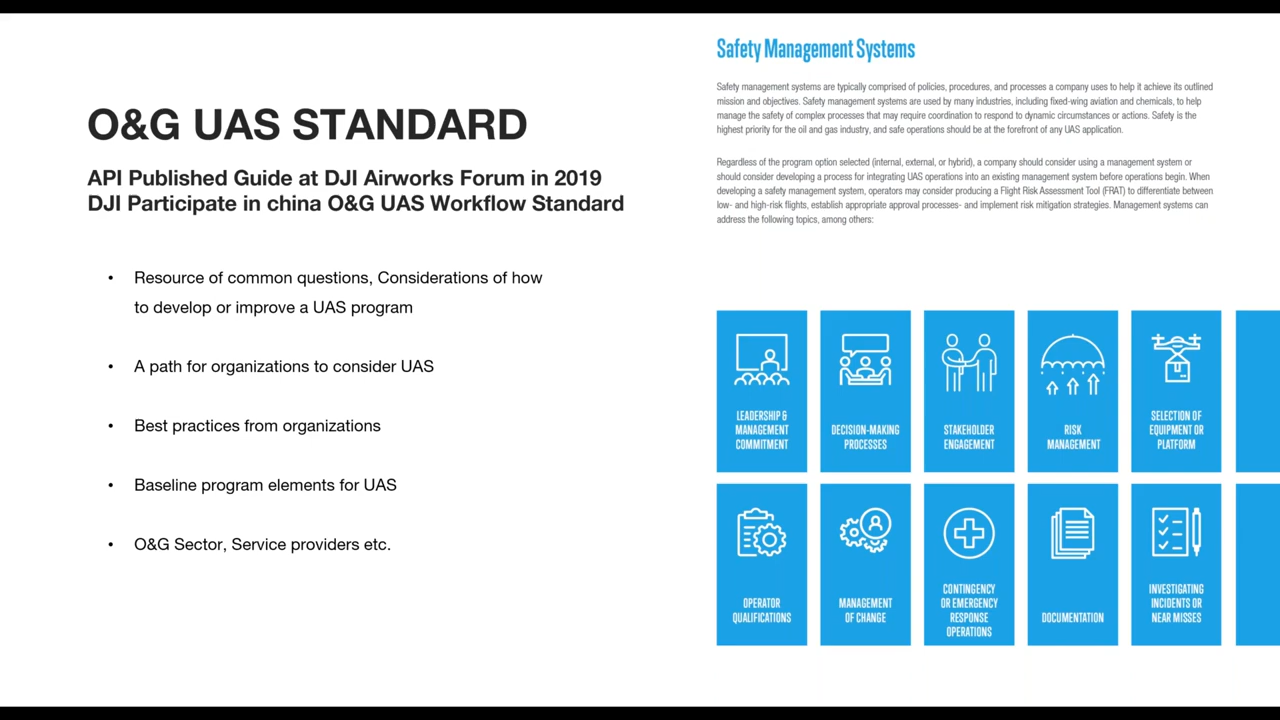 O&G UAS STANDARD
API Published Guide at DJI Airworks Forum in 2019
DJI Participate in china O&G UAS Workflow Standard
• Resource of common questions, Considerations of how
to develop or improve a UAS program
• A path for organizations to consider UAS
• Best practices from organizations
• Baseline program elements for UAS
• O&G Sector, Service providers etc.
Safety Management Systems
Safety management systems are typically comprised of policies, procedures, and processes a company uses to help it achieve its outlined
mission and objectives. Safety management systems are used by many industries, including fixed-wing aviation and chemicals, to help
manage the safety of complex processes that may require coordination to respond to dynamic circumstances or actions. Safety is the
highest priority for the oil and gas industry, and safe operations should be at the forefront of any UAS application.
Regardless of the program option selected (internal, external, or hybrid), a company should consider using a management system or
should consider developing a process for integrating UAS operations into an existing management system before operations begin. When
developing a safety management system, operators may consider producing a Flight Risk Assessment Tool (FRAT) to differentiate between
low- and high-risk flights, establish appropriate approval processes- and implement risk mitigation strategies. Management systems can
address the following topics, among others:
LEADERSHIP &
MANAGEMENT
COMMITMENT
DECISION-MAKING
PROCESSES
STAKEHOLDER
ENGAGEMENT
RISK
MANAGEMENT
SELECTION OF
EQUIPMENT OR
PLATFORM
OPERATOR
QUALIFICATIONS
MANAGEMENT
OF CHANGE
CONTINGENCY
OR EMERGENCY
RESPONSE
OPERATIONS
DOCUMENTATION
INVESTIGATING
INCIDENTS OR
NEAR MISSES